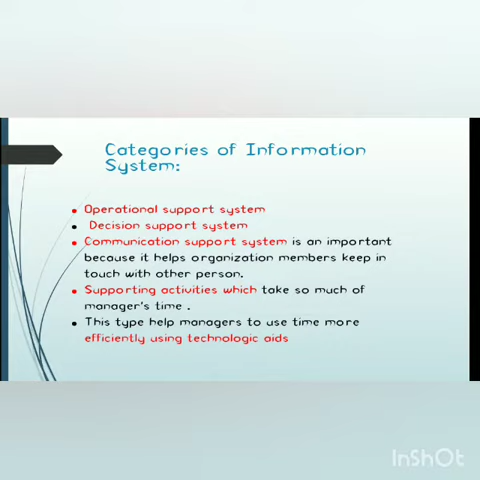 Categories of Information
System:
• Operational support system
• Decision support system
• Communication support system is an important
because it helps organization members keep in
touch with other person.
• Supporting activities which take so much of
manager's time .
• This type help managers to use time more
efficiently using technologic aids
InShOt